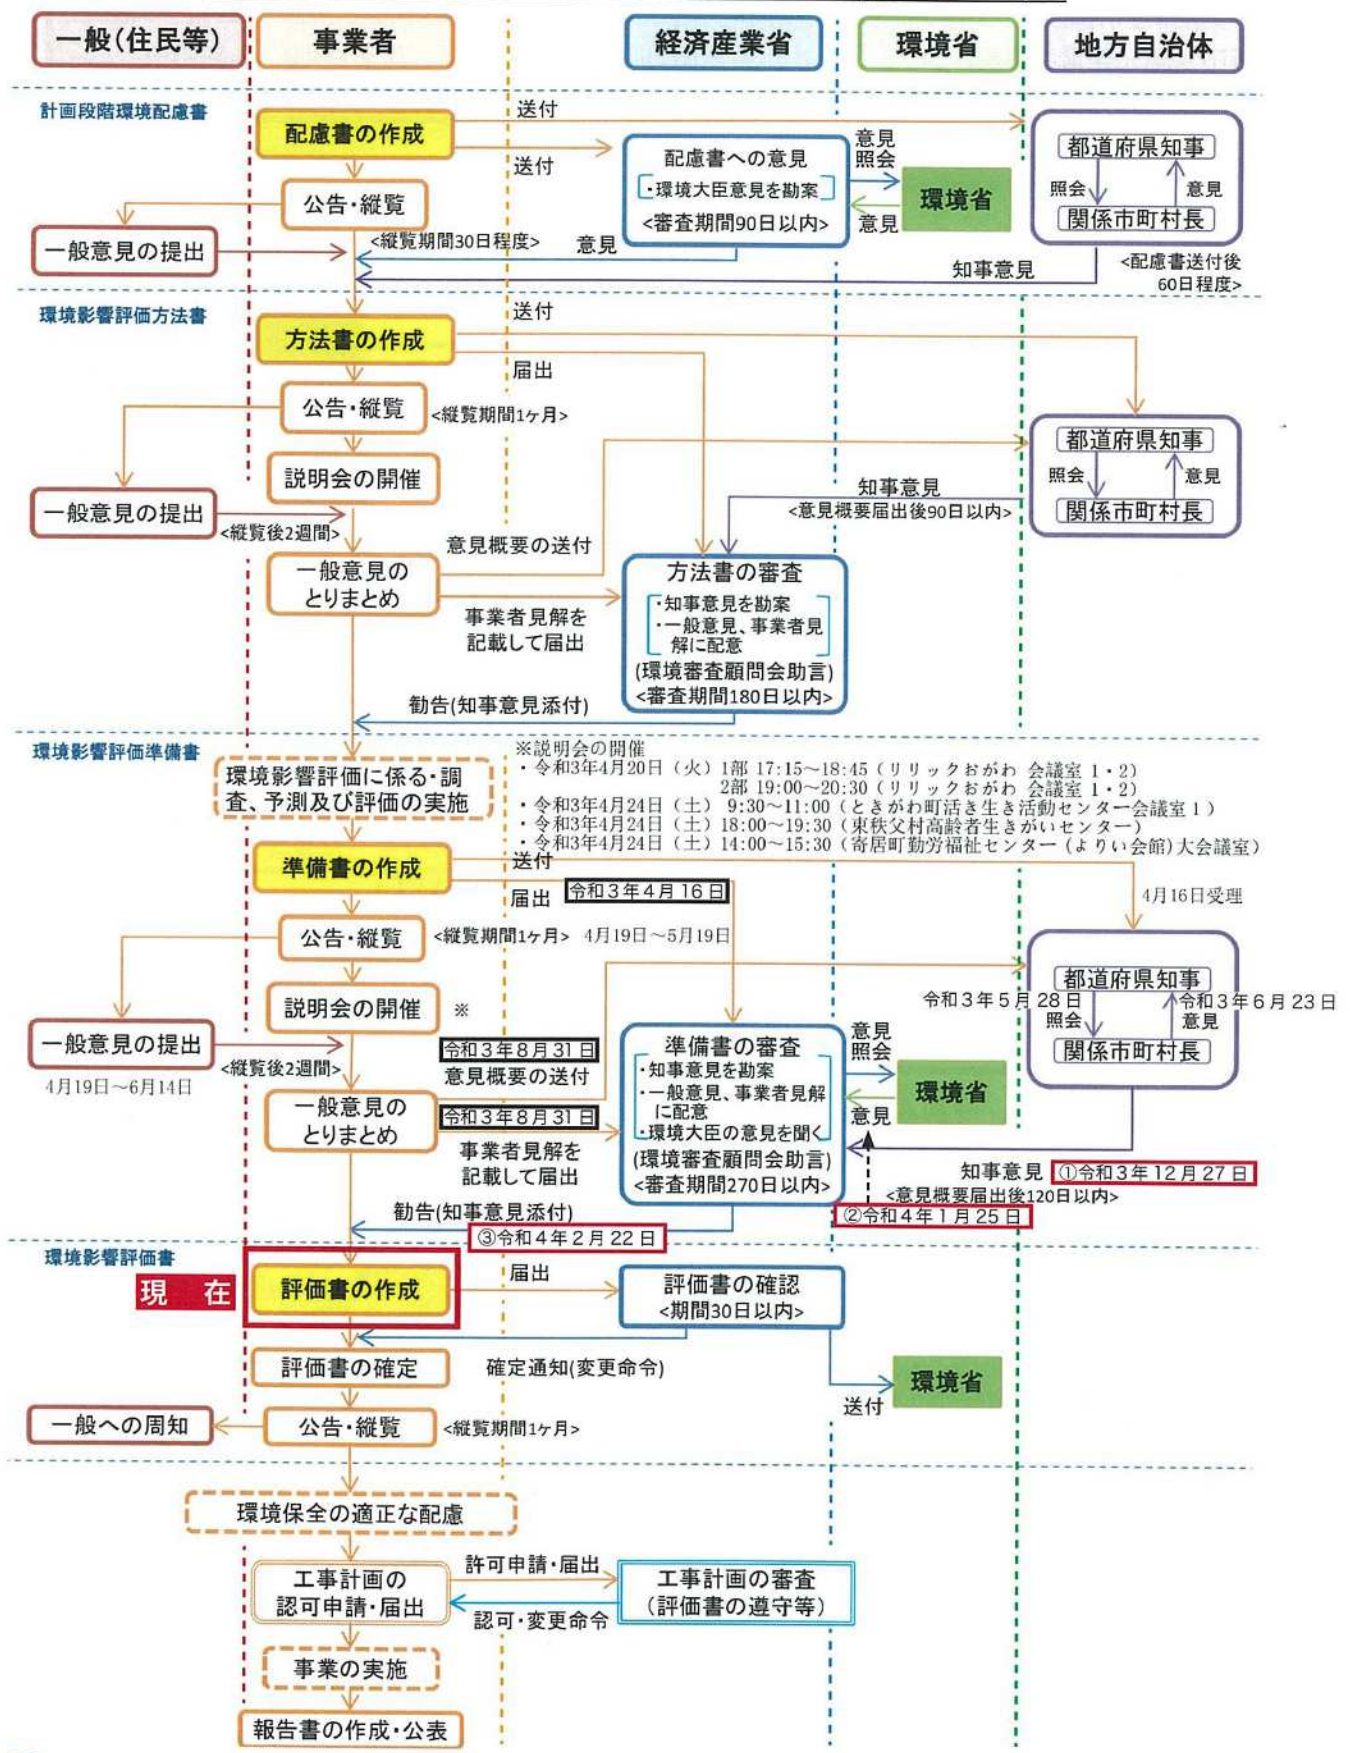 一般(住民等)
事業者
経済産業省
環境省
地方自治体
計画段階環境配慮書
配慮書の作成
送付
送付
公告・縦覧
<縦覧期間30日程度>
一般意見の提出
配慮書への意見
・環境大臣意見を勘案
<審査期間90日以内>
意見
照会
意見
環境省
都道府県知事
照会
意見
関係市町村長
意見
知事意見
<配慮書送付後
60日程度>
環境影響評価方法書
方法書の作成
送付
届出
公告・縦覧
<縦覧期間1ヶ月>
説明会の開催
一般意見の提出
<縦覧後2週間>
都道府県知事
照会
意見
関係市町村長
知事意見
<意見概要届出後90日以内>
意見概要の送付
一般意見の
とりまとめ
事業者見解を
記載して届出
方法書の審査
・知事意見を勘案
・一般意見、事業者見
解に配意
(環境審査顧問会助言)
<審査期間180日以内>
勧告(知事意見添付)
環境影響評価準備書
環境影響評価に係る・調
査、予測及び評価の実施
※説明会の開催
・令和3年4月20日（火）1部 17:15～18:45（リリックおがわ 会議室 1・2）
2部 19:00～20:30（リリックおがわ 会議室 1・2）
・令和3年4月24日（土）9:30～11:00（ときがわ町活き生き活動センター会議室 1）
・令和3年4月24日（土）18:00～19:30（東秩父村高齢者生きがいセンター）
・令和3年4月24日（土）14:00～15:30（寄居町勤労福祉センター（よりい会館)大会議室）
準備書の作成
送付
届出
令和3年4月16日
4月16日受理
公告・縦覧
<縦覧期間1ヶ月>
4月19日～5月19日
説明会の開催
※
一般意見の提出
4月19日～6月14日
<縦覧後2週間>
都道府県知事
令和3年5月28日
照会
令和3年6月23日
意見
関係市町村長
令和3年8月31日
意見概要の送付
一般意見の
とりまとめ
令和3年8月31日
事業者見解を
記載して届出
準備書の審査
・知事意見を勘案
・一般意見、事業者見解
に配意
・環境大臣の意見を聞く
(環境審査顧問会助言)
<審査期間270日以内>
意見
照会
意見
環境省
知事意見
①令和3年12月27日
<意見概要届出後120日以内>
②令和4年1月25日
勧告(知事意見添付)
③令和4年2月22日
環境影響評価書
現 在
評価書の作成
届出
評価書の確認
<期間30日以内>
評価書の確定
確定通知(変更命令)
環境省
送付
公告・縦覧
<縦覧期間1ヶ月>
一般への周知
環境保全の適正な配慮
工事計画の
認可申請・届出
許可申請・届出
認可・変更命令
工事計画の審査
（評価書の遵守等）
事業の実施
報告書の作成・公表